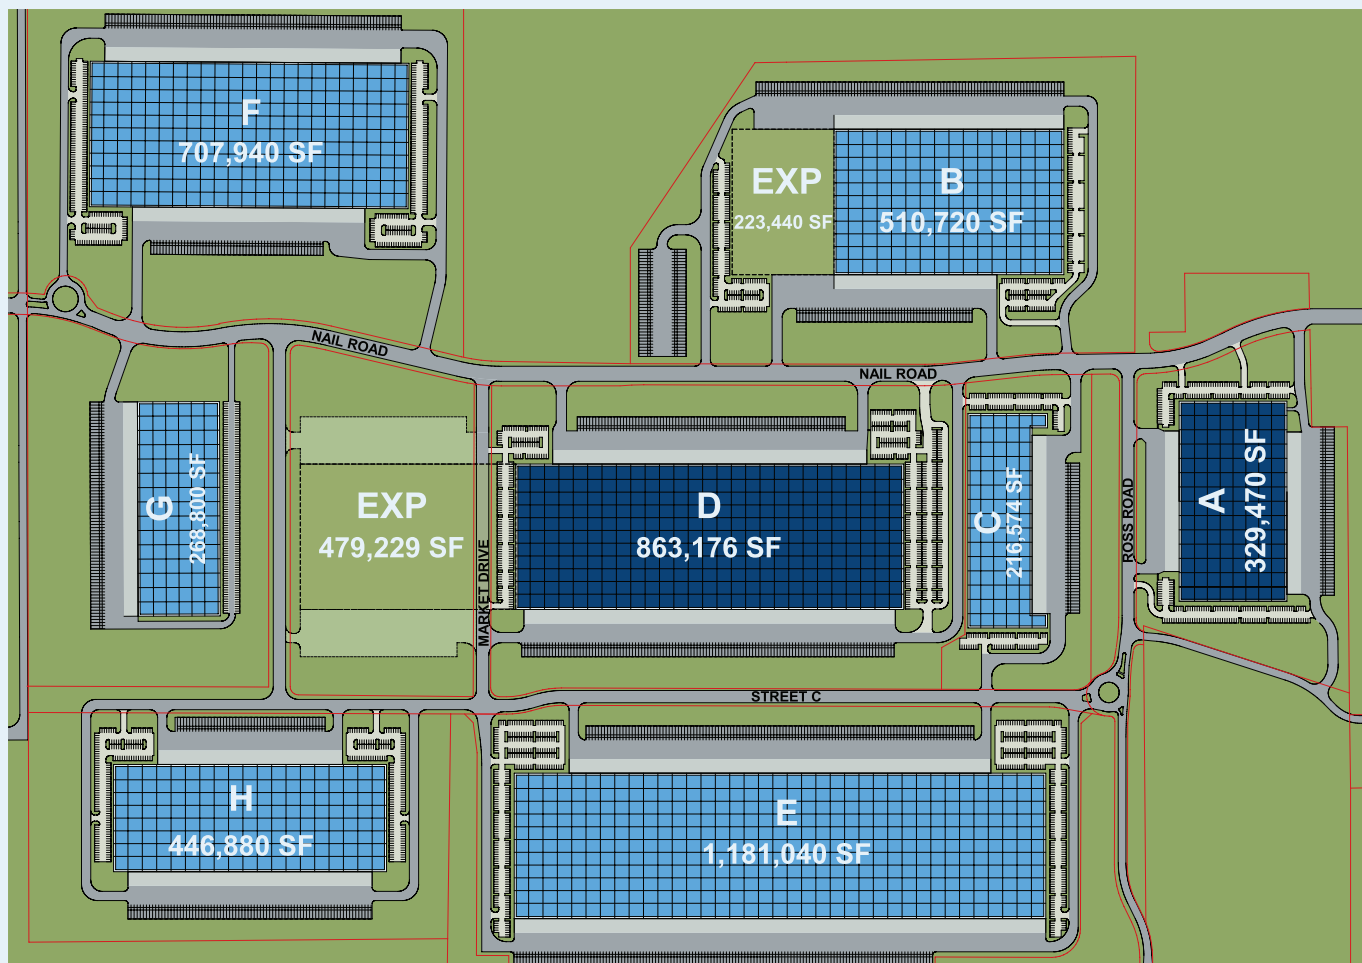 F
707,940 SF
EXP
223,440 SF
B
510,720 SF
NAIL ROAD
NAIL ROAD
G
268,800 SF
EXP
479,229 SF
MARKET DRIVE
D
863,176 SF
C
216,574 SF
ROSS ROAD
A
329,470 SF
STREET C
H
446,880 SF
E
1,181,040 SF